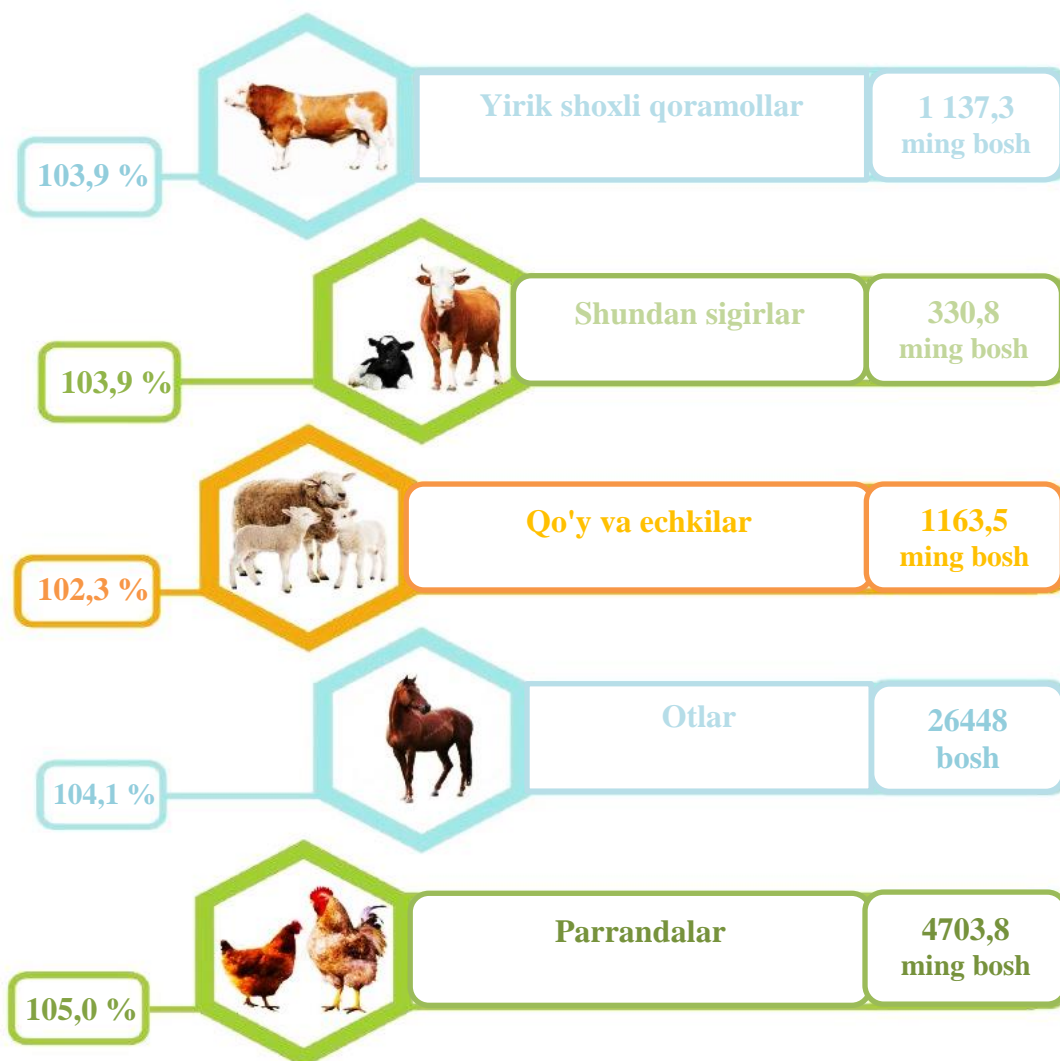 Yirik shoxli qoramollar
1 137,3
ming bosh
103,9 %
Shundan sigirlar
330,8
ming bosh
103,9 %
Qo'y va echkilar
1163,5
ming bosh
102,3 %
Otlar
26448
bosh
104,1 %
Parrandalar
4703,8
ming bosh
105,0 %